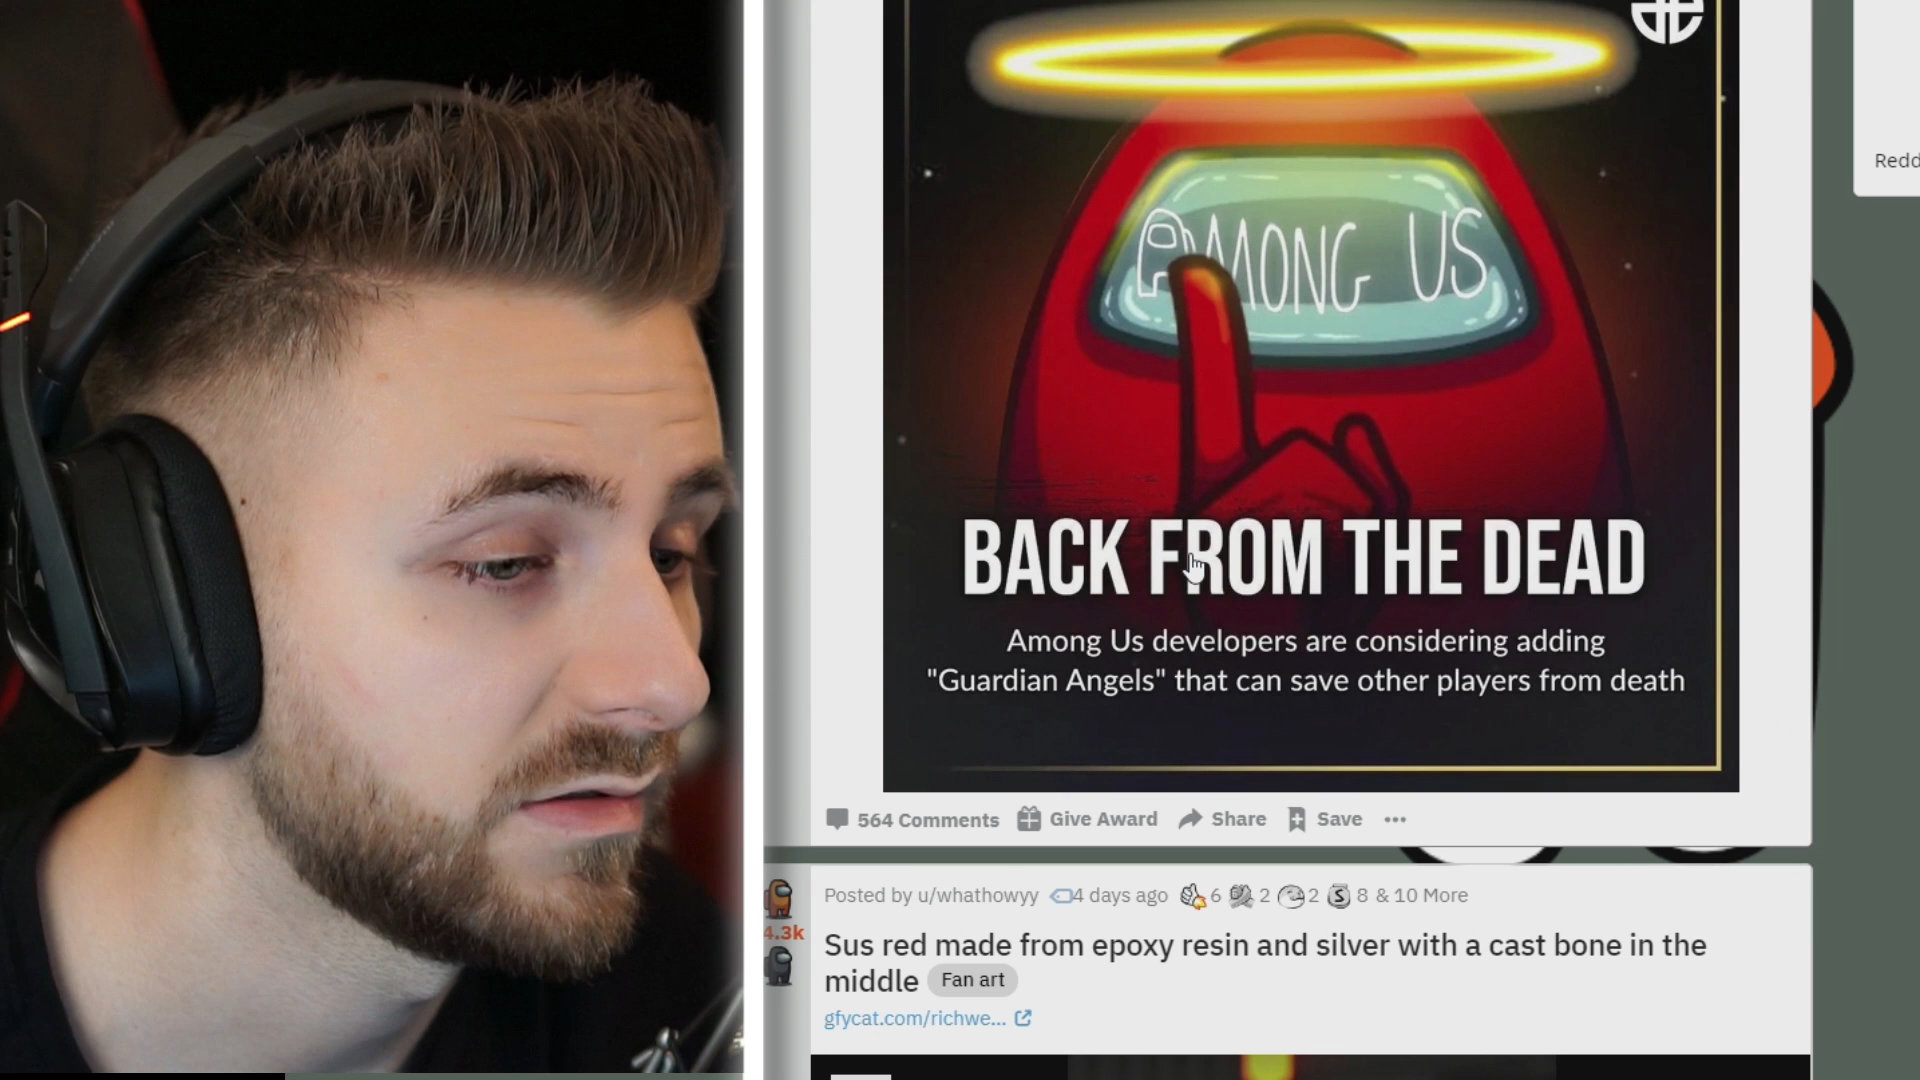 AMONG US
BACK FROM THE DEAD
Among Us developers are considering adding
"Guardian Angels" that can save other players from death
564 Comments Give Award Share Save ...
Posted by u/whathowyy 4 days ago 6 2 2 S 8 & 10 More
4.3k
Sus red made from epoxy resin and silver with a cast bone in the
middle Fan art
gfycat.com/richwe...
Redd